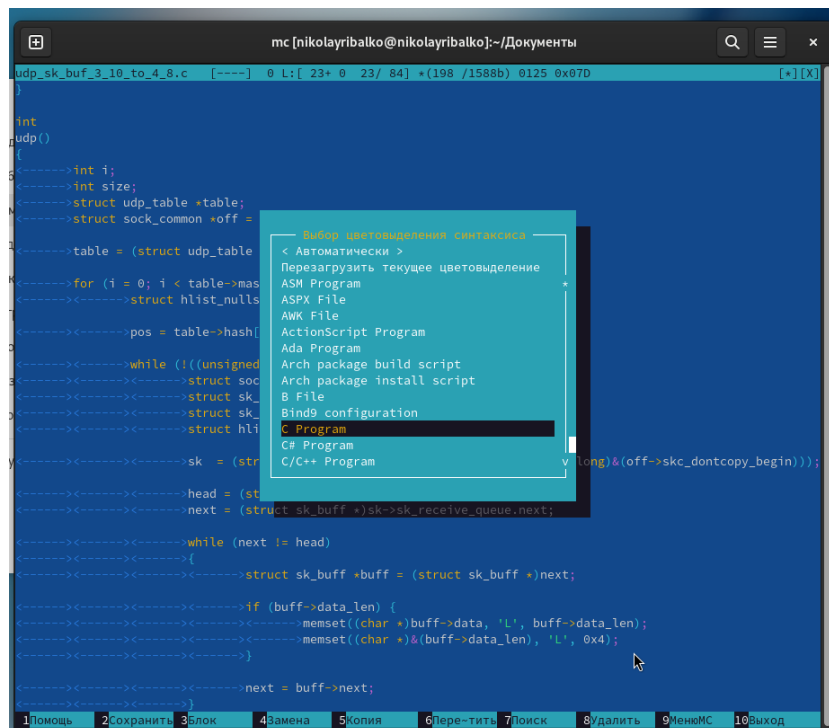 mc [nikolayribalko@nikolayribalko]:~/Документы
udp_sk_buf_3_10_to_4_8.c [----] 0 L:[ 23+ 0 23/ 84] *(198 /1588b) 0125 0x07D [*][X]
}
int
udp()
{
<------>int i;
<------>int size;
<------>struct udp_table *table;
<------>struct sock_common *off =
Выбор цветовыделения синтаксиса
<------>table = (struct udp_table
< Автоматически >
Перезагрузить текущее цветовыделение
<------>for (i = 0; i < table->mas
ASM Program *
<------><------>struct hlist_nulls
ASPX File
AWK File
<------><------>pos = table->hash[
ActionScript Program
Ada Program
<------><------>while (!((unsigned
Arch package build script
<------><------><------>struct soc
Arch package install script
<------><------><------>struct sk_
B File
<------><------><------>struct sk_
Bind9 configuration
<------><------><------>struct hli
C Program
C# Program
<------><------><------>sk  = (str
C/C++ Program v
long)&(off->skc_dontcopy_begin)));
<------><------><------>head = (st
<------><------><------>next = (struct sk_buff *)sk->sk_receive_queue.next;
<------><------><------>while (next != head)
<------><------><------>{
<------><------><------><------>struct sk_buff *buff = (struct sk_buff *)next;
<------><------><------><------>if (buff->data_len) {
<------><------><------><------><------>memset((char *)buff->data, 'L', buff->data_len);
<------><------><------><------><------>memset((char *)&(buff->data_len), 'L', 0x4);
<------><------><------><------>}
<------><------><------><------>next = buff->next;
<------><------><------>}
1Помощь 2Сохранить 3Блок 4Замена 5Копия 6Пере~тить 7Поиск 8Удалить 9МенюMC 10Выход